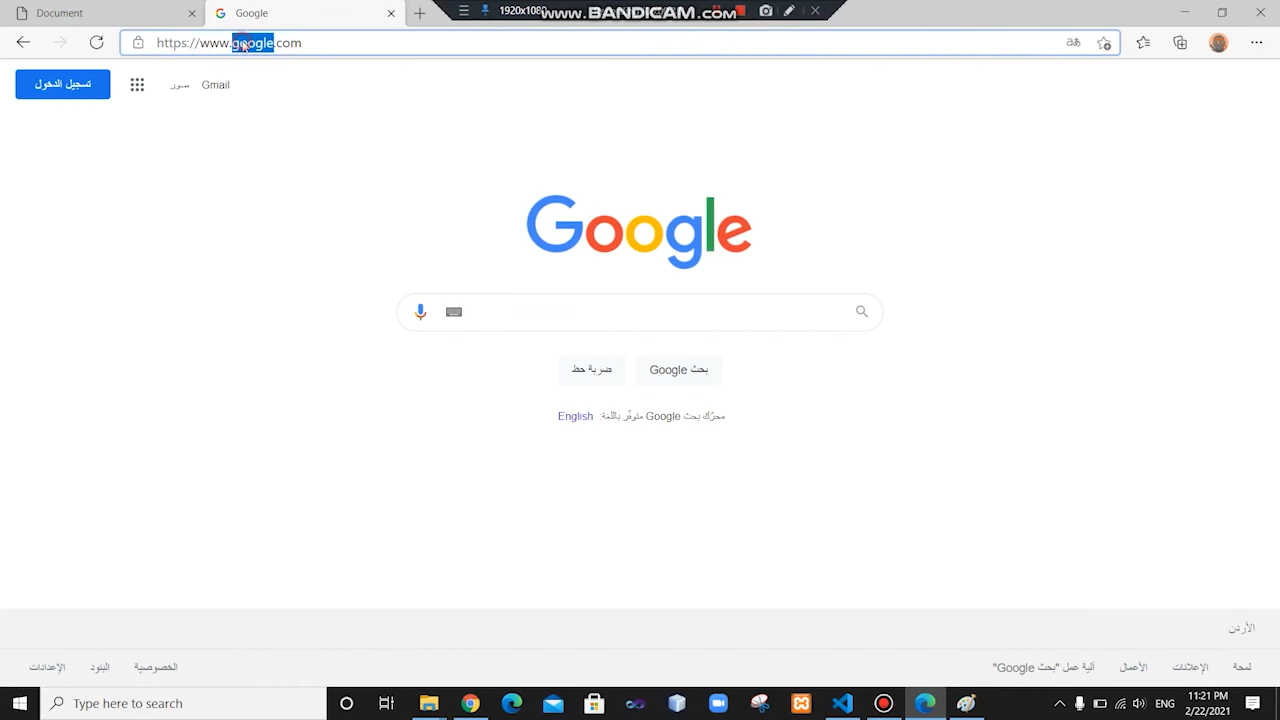 Document
Google
1920x1080
www.BANDICAM.com
https://www.google.com
تسجيل الدخول
صور
Gmail
Google
بحث Google
ضربة حظ
محرّك بحث Google متوفّر باللغة: English
الأردن
لمحة
الإعلانات
الأعمال
آلية عمل "بحث Google"
الخصوصية
البنود
الإعدادات
Type here to search
ENG
11:21 PM
2/22/2021